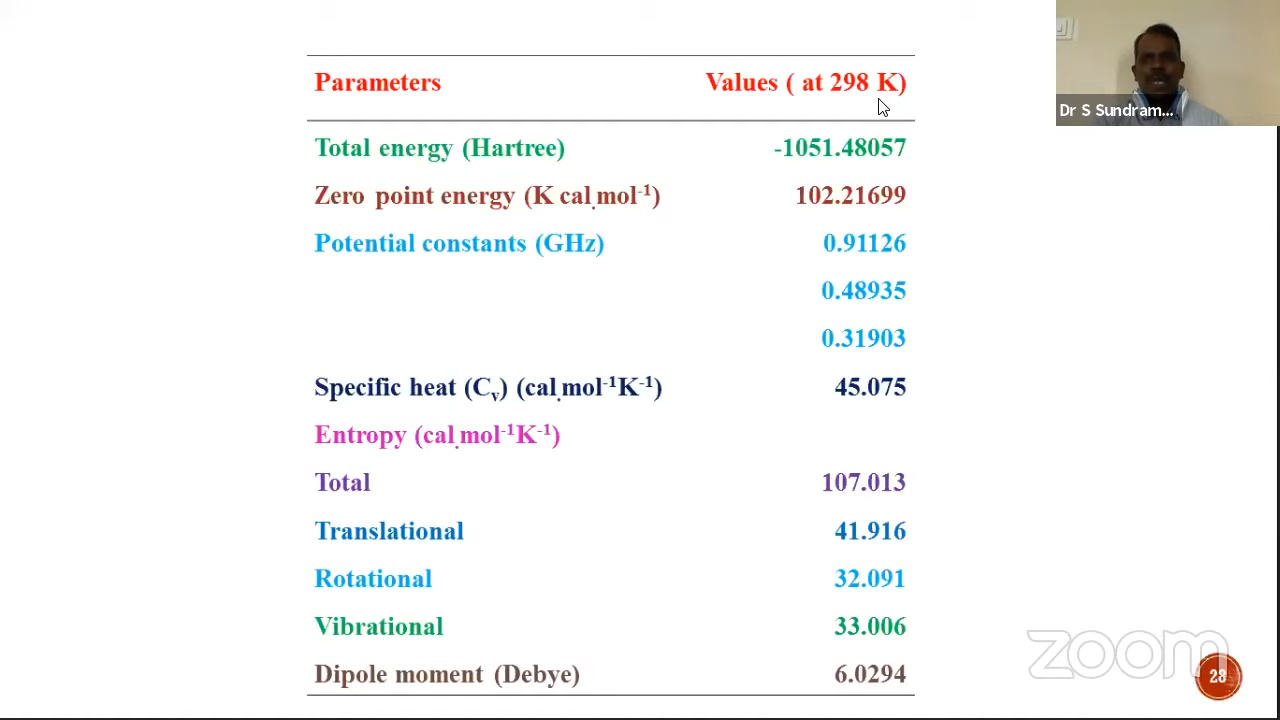 Parameters Values ( at 298 K)
Dr S Sundram...
Total energy (Hartree) -1051.48057
Zero point energy (K cal.mol⁻¹) 102.21699
Potential constants (GHz) 0.91126
0.48935
0.31903
Specific heat (Cᵥ) (cal.mol⁻¹K⁻¹) 45.075
Entropy (cal.mol⁻¹K⁻¹)
Total 107.013
Translational 41.916
Rotational 32.091
Vibrational 33.006
Dipole moment (Debye) 6.0294
zoom
23